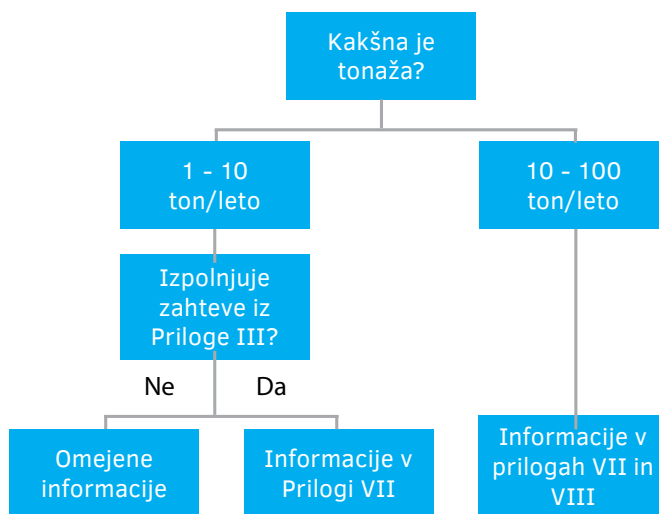 Kakšna je
tonaža?
1 - 10
ton/leto
10 - 100
ton/leto
Izpolnjuje
zahteve iz
Priloge III?
Ne
Da
Omejene
informacije
Informacije v
Prilogi VII
Informacije v
prilogah VII in
VIII